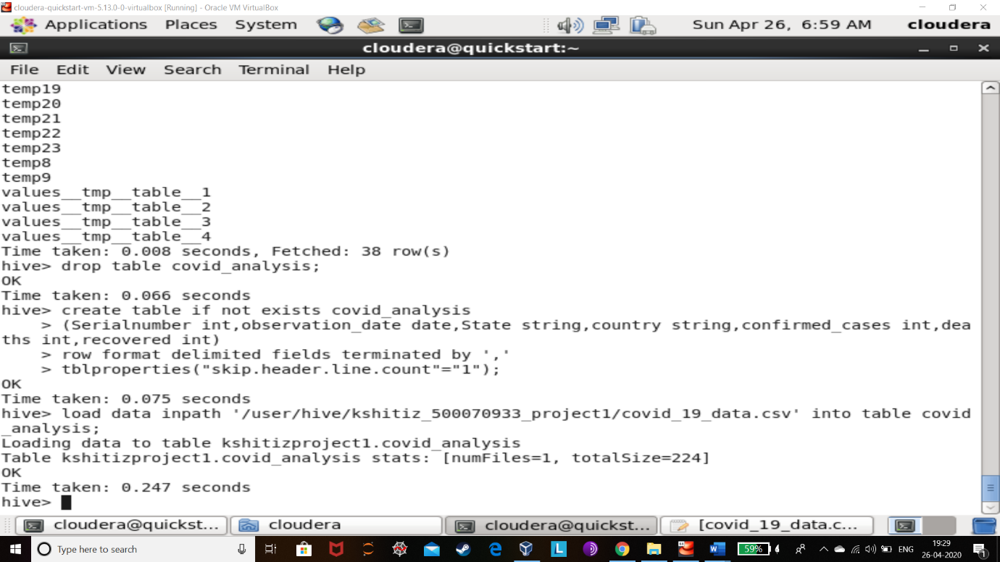 cloudera-quickstart-vm-5.13.0-0-virtualbox [Running] - Oracle VM VirtualBox
Applications Places System Sun Apr 26, 6:59 AM cloudera
cloudera@quickstart:~
File Edit View Search Terminal Help
temp19
temp20
temp21
temp22
temp23
temp8
temp9
values__tmp__table__1
values__tmp__table__2
values__tmp__table__3
values__tmp__table__4
Time taken: 0.008 seconds, Fetched: 38 row(s)
hive> drop table covid_analysis;
OK
Time taken: 0.066 seconds
hive> create table if not exists covid_analysis
    > (Serialnumber int,observation_date date,State string,country string,confirmed_cases int,dea
ths int,recovered int)
    > row format delimited fields terminated by ','
    > tblproperties("skip.header.line.count"="1");
OK
Time taken: 0.075 seconds
hive> load data inpath '/user/hive/kshitiz_500070933_project1/covid_19_data.csv' into table covid
_analysis;
Loading data to table kshitizproject1.covid_analysis
Table kshitizproject1.covid_analysis stats: [numFiles=1, totalSize=224]
OK
Time taken: 0.247 seconds
hive>
cloudera@quickst... cloudera cloudera@quickst... [covid_19_data.c...
Type here to search 59% ENG 19:29
26-04-2020 1